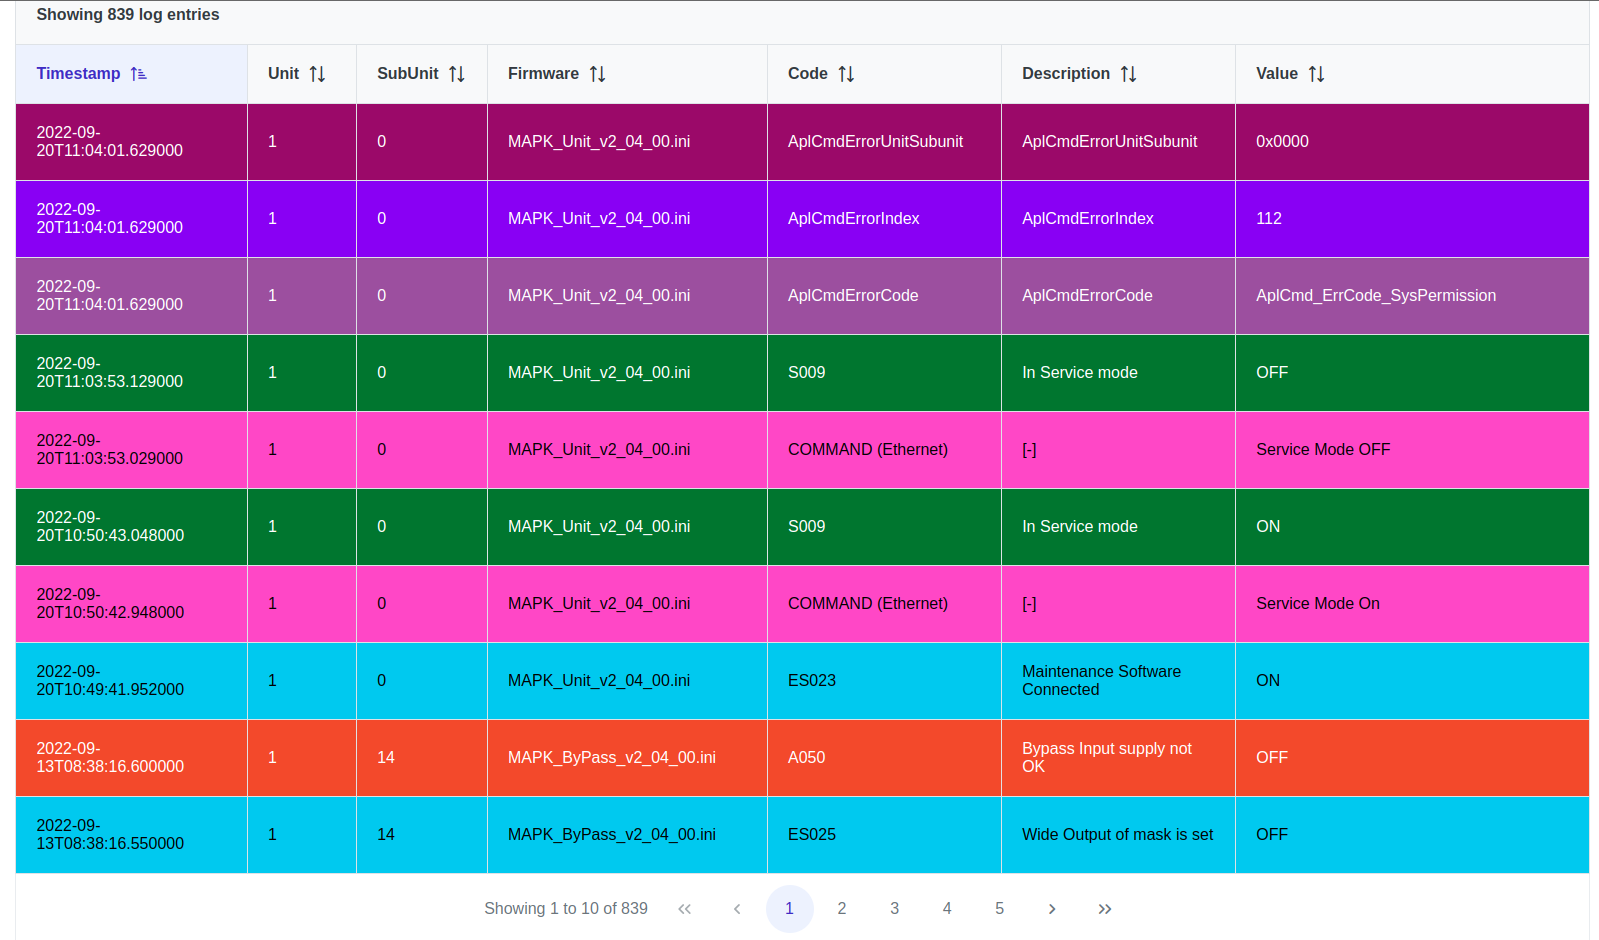 Showing 839 log entries
Timestamp Unit SubUnit Firmware Code Description Value
2022-09-
20T11:04:01.629000 1 0 MAPK_Unit_v2_04_00.ini AplCmdErrorUnitSubunit AplCmdErrorUnitSubunit 0x0000
2022-09-
20T11:04:01.629000 1 0 MAPK_Unit_v2_04_00.ini AplCmdErrorIndex AplCmdErrorIndex 112
2022-09-
20T11:04:01.629000 1 0 MAPK_Unit_v2_04_00.ini AplCmdErrorCode AplCmdErrorCode AplCmd_ErrCode_SysPermission
2022-09-
20T11:03:53.129000 1 0 MAPK_Unit_v2_04_00.ini S009 In Service mode OFF
2022-09-
20T11:03:53.029000 1 0 MAPK_Unit_v2_04_00.ini COMMAND (Ethernet) [-] Service Mode OFF
2022-09-
20T10:50:43.048000 1 0 MAPK_Unit_v2_04_00.ini S009 In Service mode ON
2022-09-
20T10:50:42.948000 1 0 MAPK_Unit_v2_04_00.ini COMMAND (Ethernet) [-] Service Mode On
2022-09-
20T10:49:41.952000 1 0 MAPK_Unit_v2_04_00.ini ES023 Maintenance Software
Connected ON
2022-09-
13T08:38:16.600000 1 14 MAPK_ByPass_v2_04_00.ini A050 Bypass Input supply not
OK OFF
2022-09-
13T08:38:16.550000 1 14 MAPK_ByPass_v2_04_00.ini ES025 Wide Output of mask is set OFF
Showing 1 to 10 of 839 « ‹ 1 2 3 4 5 › »